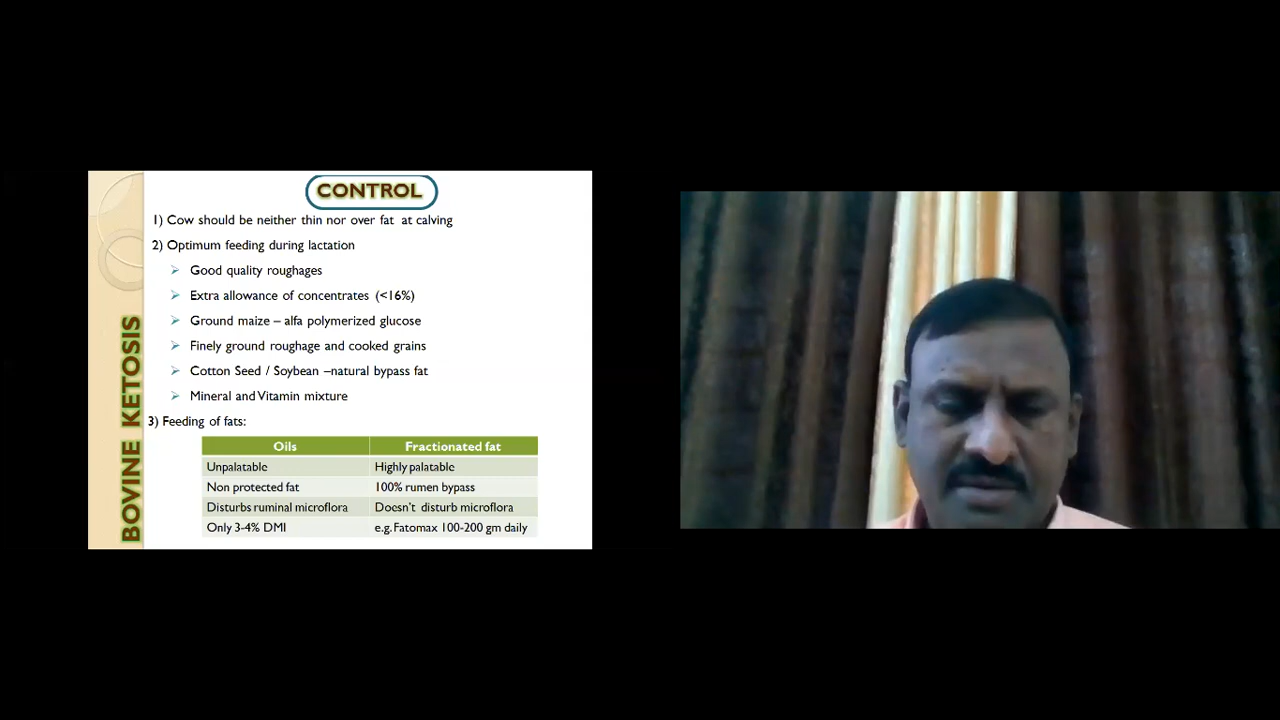 CONTROL
1) Cow should be neither thin nor over fat at calving
2) Optimum feeding during lactation
➢ Good quality roughages
➢ Extra allowance of concentrates (<16%)
➢ Ground maize – alfa polymerized glucose
➢ Finely ground roughage and cooked grains
➢ Cotton Seed / Soybean –natural bypass fat
➢ Mineral and Vitamin mixture
3) Feeding of fats:
Oils Fractionated fat
Unpalatable Highly palatable
Non protected fat 100% rumen bypass
Disturbs ruminal microflora Doesn't disturb microflora
Only 3-4% DMI e.g. Fatomax 100-200 gm daily
BOVINE KETOSIS